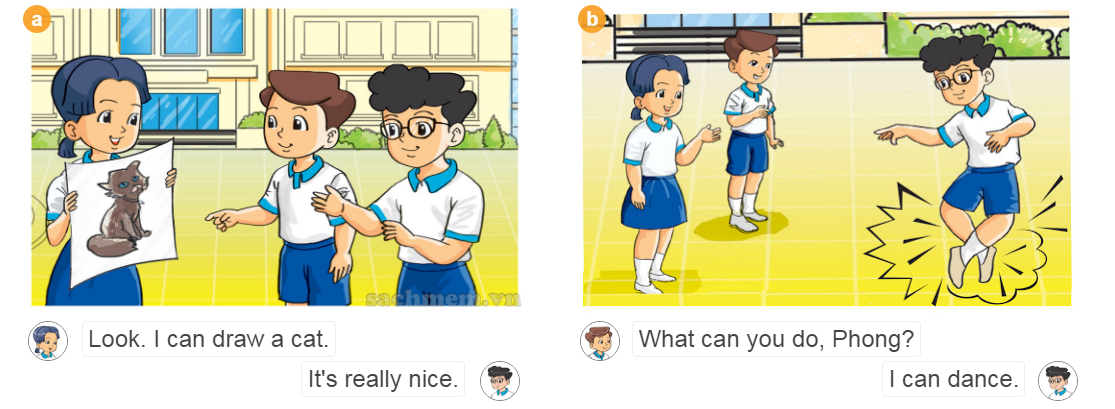 a
sachmem.vn
Look. I can draw a cat.
It's really nice.
b
What can you do, Phong?
I can dance.